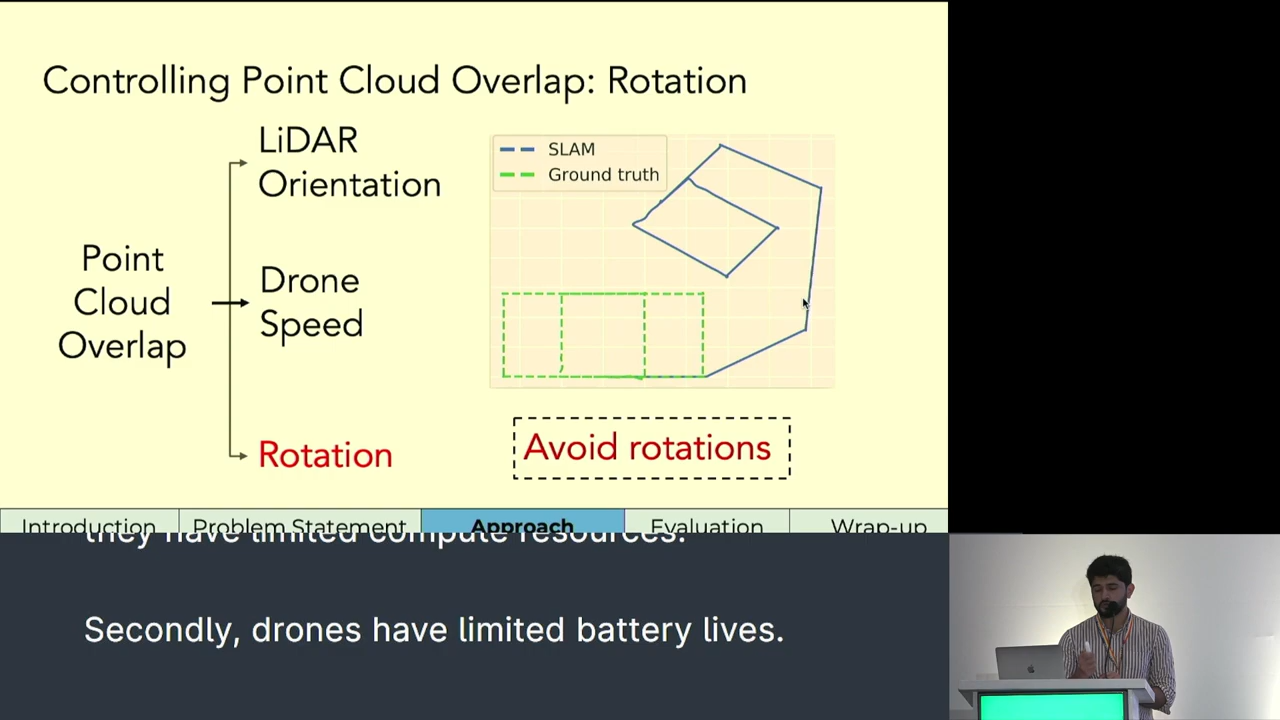 Controlling Point Cloud Overlap: Rotation
LiDAR
Orientation
Point
Cloud
Overlap
Drone
Speed
Rotation
SLAM
Ground truth
Avoid rotations
Introduction
Problem Statement
Approach
Evaluation
Wrap-up
they have limited compute resources.
Secondly, drones have limited battery lives.